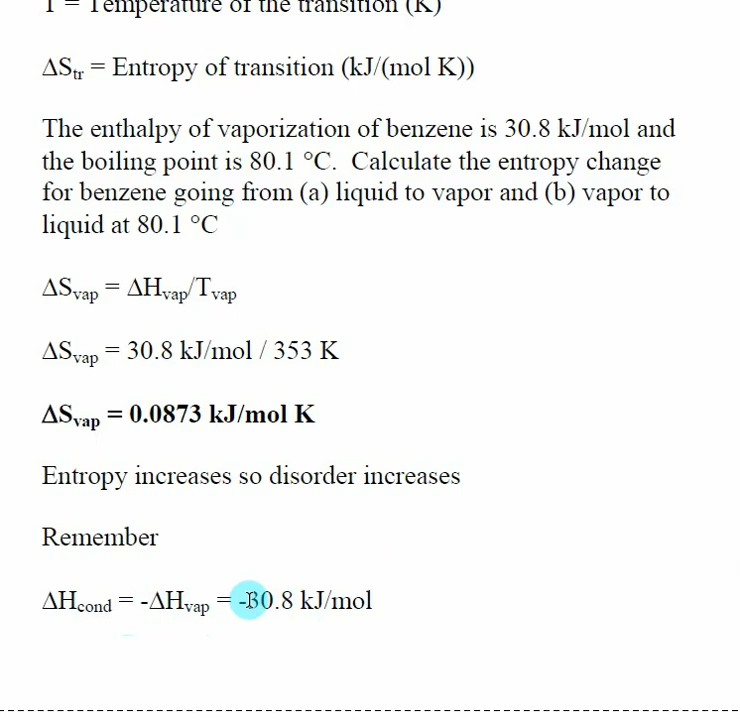 T = Temperature of the transition (K)
ΔStr = Entropy of transition (kJ/(mol K))
The enthalpy of vaporization of benzene is 30.8 kJ/mol and
the boiling point is 80.1 °C. Calculate the entropy change
for benzene going from (a) liquid to vapor and (b) vapor to
liquid at 80.1 °C
ΔSvap = ΔHvap/Tvap
ΔSvap = 30.8 kJ/mol / 353 K
ΔSvap = 0.0873 kJ/mol K
Entropy increases so disorder increases
Remember
ΔHcond = -ΔHvap = -30.8 kJ/mol